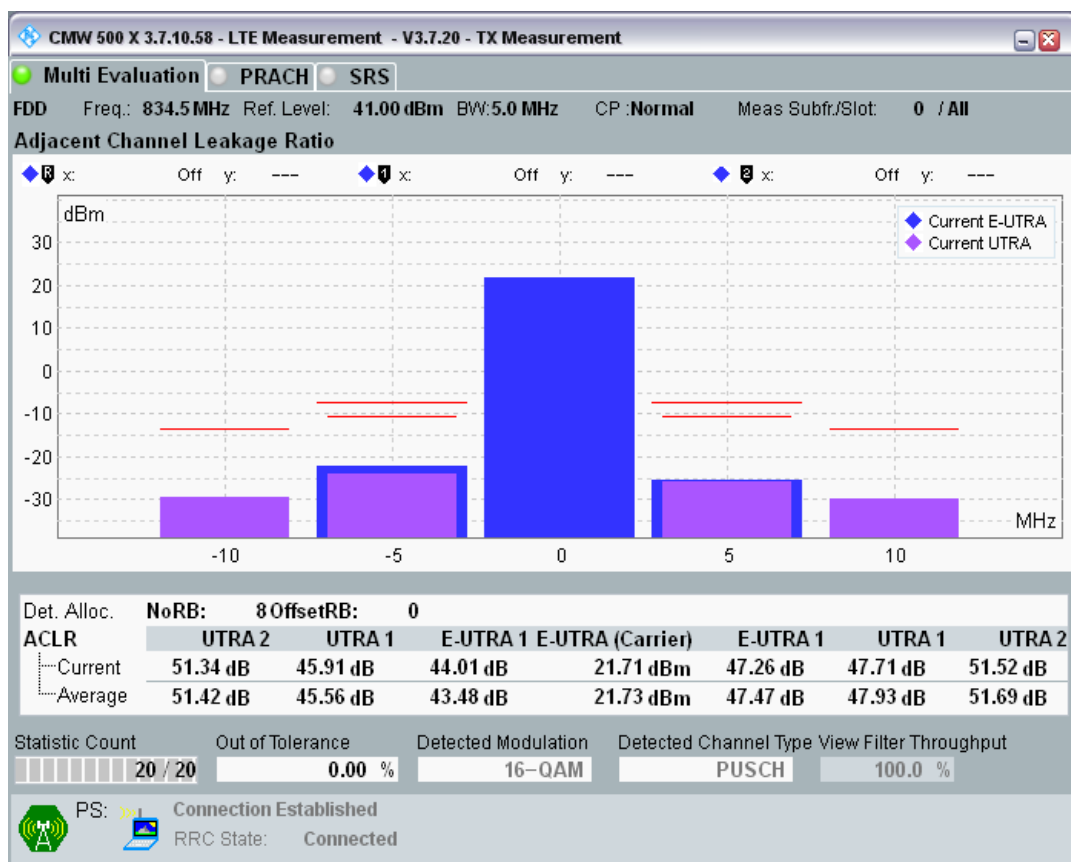 CMW 500 X 3.7.10.58 - LTE Measurement - V3.7.20 - TX Measurement
Multi Evaluation PRACH SRS
FDD Freq.: 834.5 MHz Ref. Level: 41.00 dBm BW:5.0 MHz CP :Normal Meas Subfr./Slot: 0 / All
Adjacent Channel Leakage Ratio
R x: Off y: --- 1 x: Off y: --- 2 x: Off y: ---
dBm
Current E-UTRA
Current UTRA
30
20
10
0
-10
-20
-30
MHz
-10 -5 0 5 10
Det. Alloc. NoRB: 8 OffsetRB: 0
ACLR UTRA 2 UTRA 1 E-UTRA 1 E-UTRA (Carrier) E-UTRA 1 UTRA 1 UTRA 2
Current 51.34 dB 45.91 dB 44.01 dB 21.71 dBm 47.26 dB 47.71 dB 51.52 dB
Average 51.42 dB 45.56 dB 43.48 dB 21.73 dBm 47.47 dB 47.93 dB 51.69 dB
Statistic Count Out of Tolerance Detected Modulation Detected Channel Type View Filter Throughput
20 / 20 0.00 % 16-QAM PUSCH 100.0 %
PS: Connection Established
RRC State: Connected